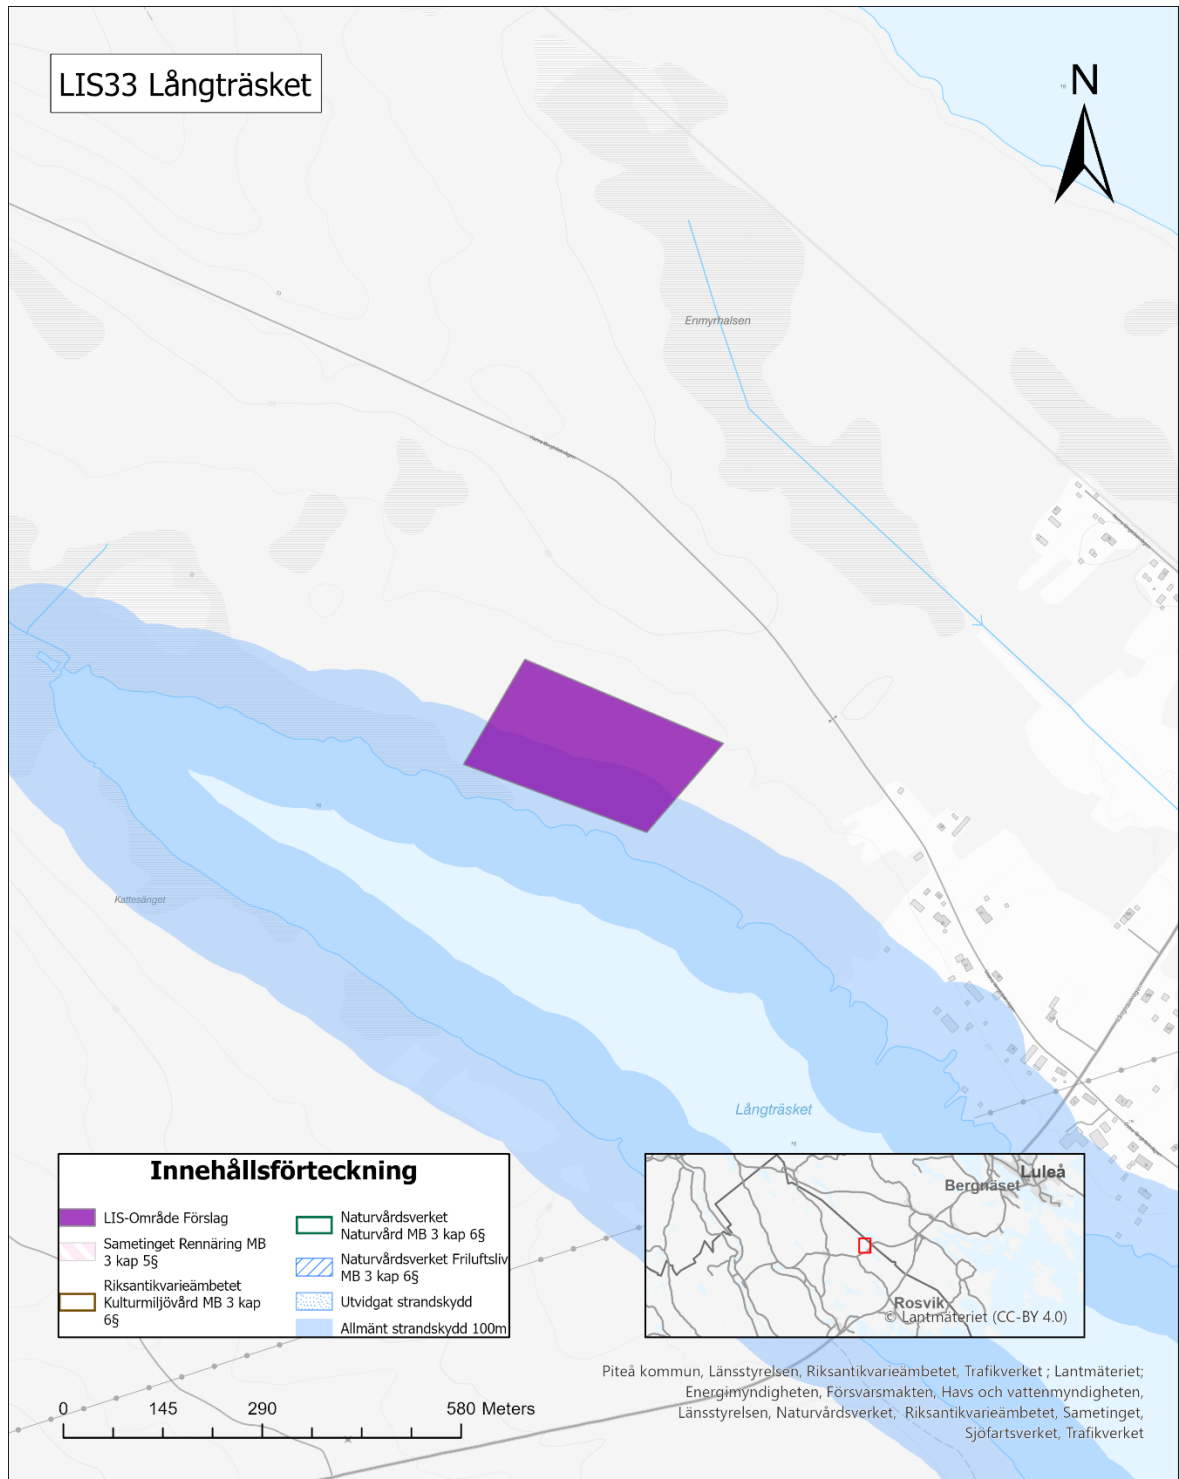 LIS33 Långträsket
N
Enmyrhalsen
Kattesänget
Långträsket
Innehållsförteckning
LIS-Område Förslag
Sametinget Rennäring MB
3 kap 5§
Riksantikvarieämbetet
Kulturmiljövård MB 3 kap
6§
Naturvårdsverket
Naturvård MB 3 kap 6§
Naturvårdsverket Friluftsliv
MB 3 kap 6§
Utvidgat strandskydd
Allmänt strandskydd 100m
Luleå
Bergnäset
Rosvik
© Lantmäteriet (CC-BY 4.0)
Piteå kommun, Länsstyrelsen, Riksantikvarieämbetet, Trafikverket ; Lantmäteriet;
Energimyndigheten, Försvarsmakten, Havs och vattenmyndigheten,
Länsstyrelsen, Naturvårdsverket, Riksantikvarieämbetet, Sametinget,
Sjöfartsverket, Trafikverket
0 145 290 580 Meters